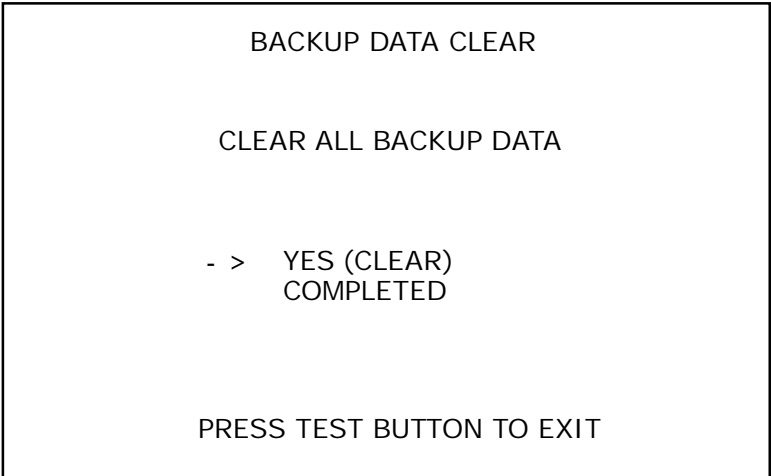 BACKUP DATA CLEAR
CLEAR ALL BACKUP DATA
- > YES (CLEAR)
COMPLETED
PRESS TEST BUTTON TO EXIT